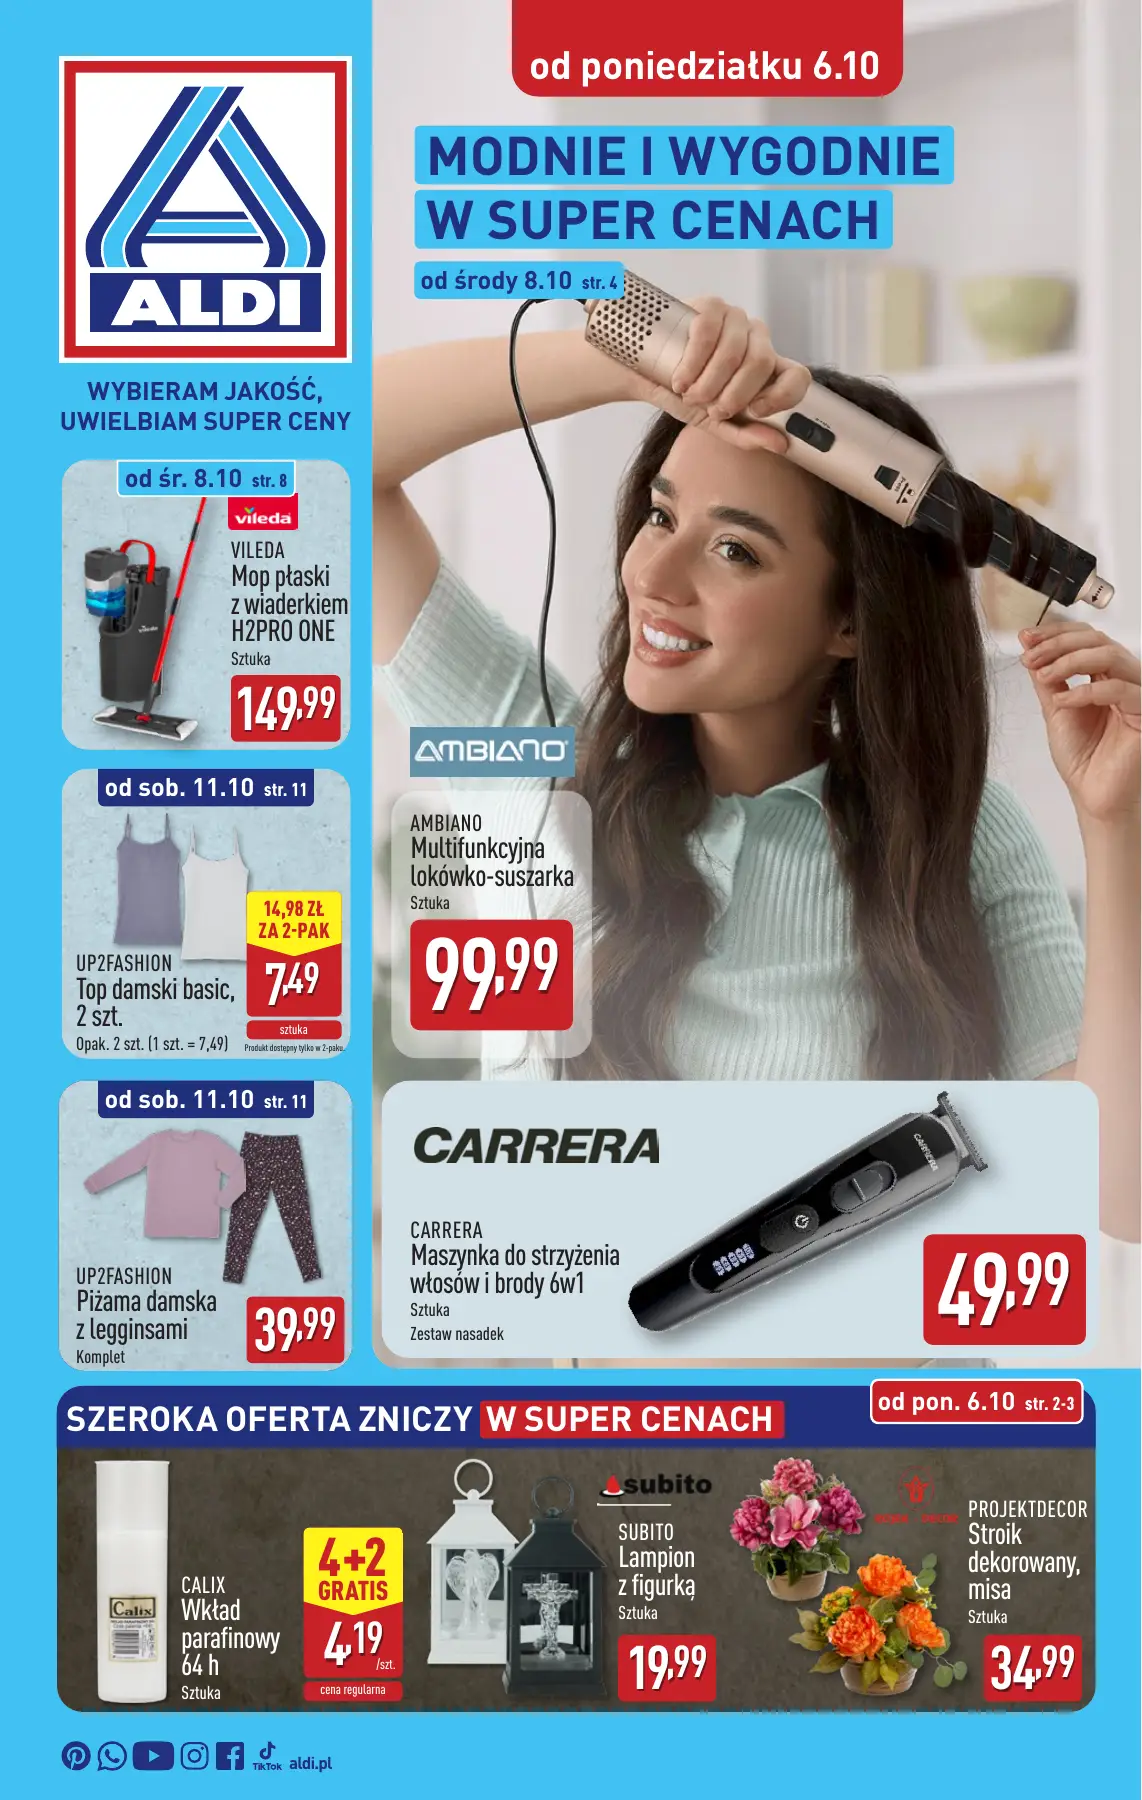 od poniedziałku 6.10
MODNIE I WYGODNIE
W SUPER CENACH
od środy 8.10 str. 4
ALDI
WYBIERAM JAKOŚĆ,
UWIELBIAM SUPER CENY
od śr. 8.10 str. 8
vileda
VILEDA
Mop płaski
z wiaderkiem
H2PRO ONE
Sztuka
149,99
od sob. 11.10 str. 11
14,98 ZŁ
ZA 2-PAK
7,49
sztuka
Produkt dostępny tylko w 2-paku.
UP2FASHION
Top damski basic,
2 szt.
Opak. 2 szt. (1 szt. = 7,49)
od sob. 11.10 str. 11
UP2FASHION
Piżama damska
z legginsami
Komplet
39,99
AMBIANO
AMBIANO
Multifunkcyjna
lokówko-suszarka
Sztuka
99,99
CARRERA
CARRERA
CARRERA
Maszynka do strzyżenia
włosów i brody 6w1
Sztuka
Zestaw nasadek
49,99
SZEROKA OFERTA ZNICZY W SUPER CENACH
od pon. 6.10 str. 2-3
Calix
CALIX
Wkład
parafinowy
64 h
Sztuka
4+2
GRATIS
4,19
/szt.
cena regularna
subito
SUBITO
Lampion
z figurką
Sztuka
19,99
PROJEKTDECOR
Stroik
dekorowany,
misa
Sztuka
34,99
TikTok
aldi.pl